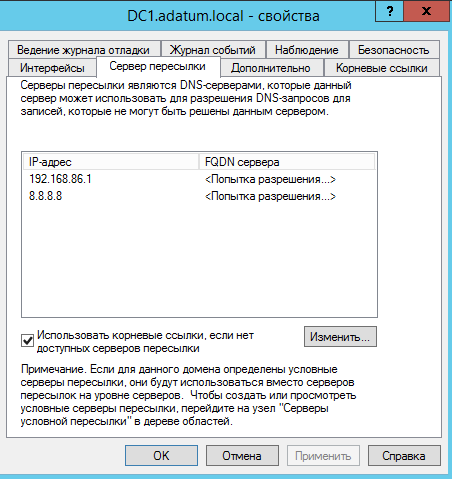 DC1.adatum.local - свойства
?
x
Ведение журнала отладки
Журнал событий
Наблюдение
Безопасность
Интерфейсы
Сервер пересылки
Дополнительно
Корневые ссылки
Серверы пересылки являются DNS-серверами, которые данный
сервер может использовать для разрешения DNS-запросов для
записей, которые не могут быть решены данным сервером.
IP-адрес
FQDN сервера
192.168.86.1
<Попытка разрешения...>
8.8.8.8
<Попытка разрешения...>
Использовать корневые ссылки, если нет
доступных серверов пересылки
Изменить...
Примечание. Если для данного домена определены условные
серверы пересылки, они будут использоваться вместо серверов
пересылок на уровне серверов. Чтобы создать или просмотреть
условные серверы пересылки, перейдите на узел "Серверы
условной пересылки" в дереве областей.
ОК
Отмена
Применить
Справка